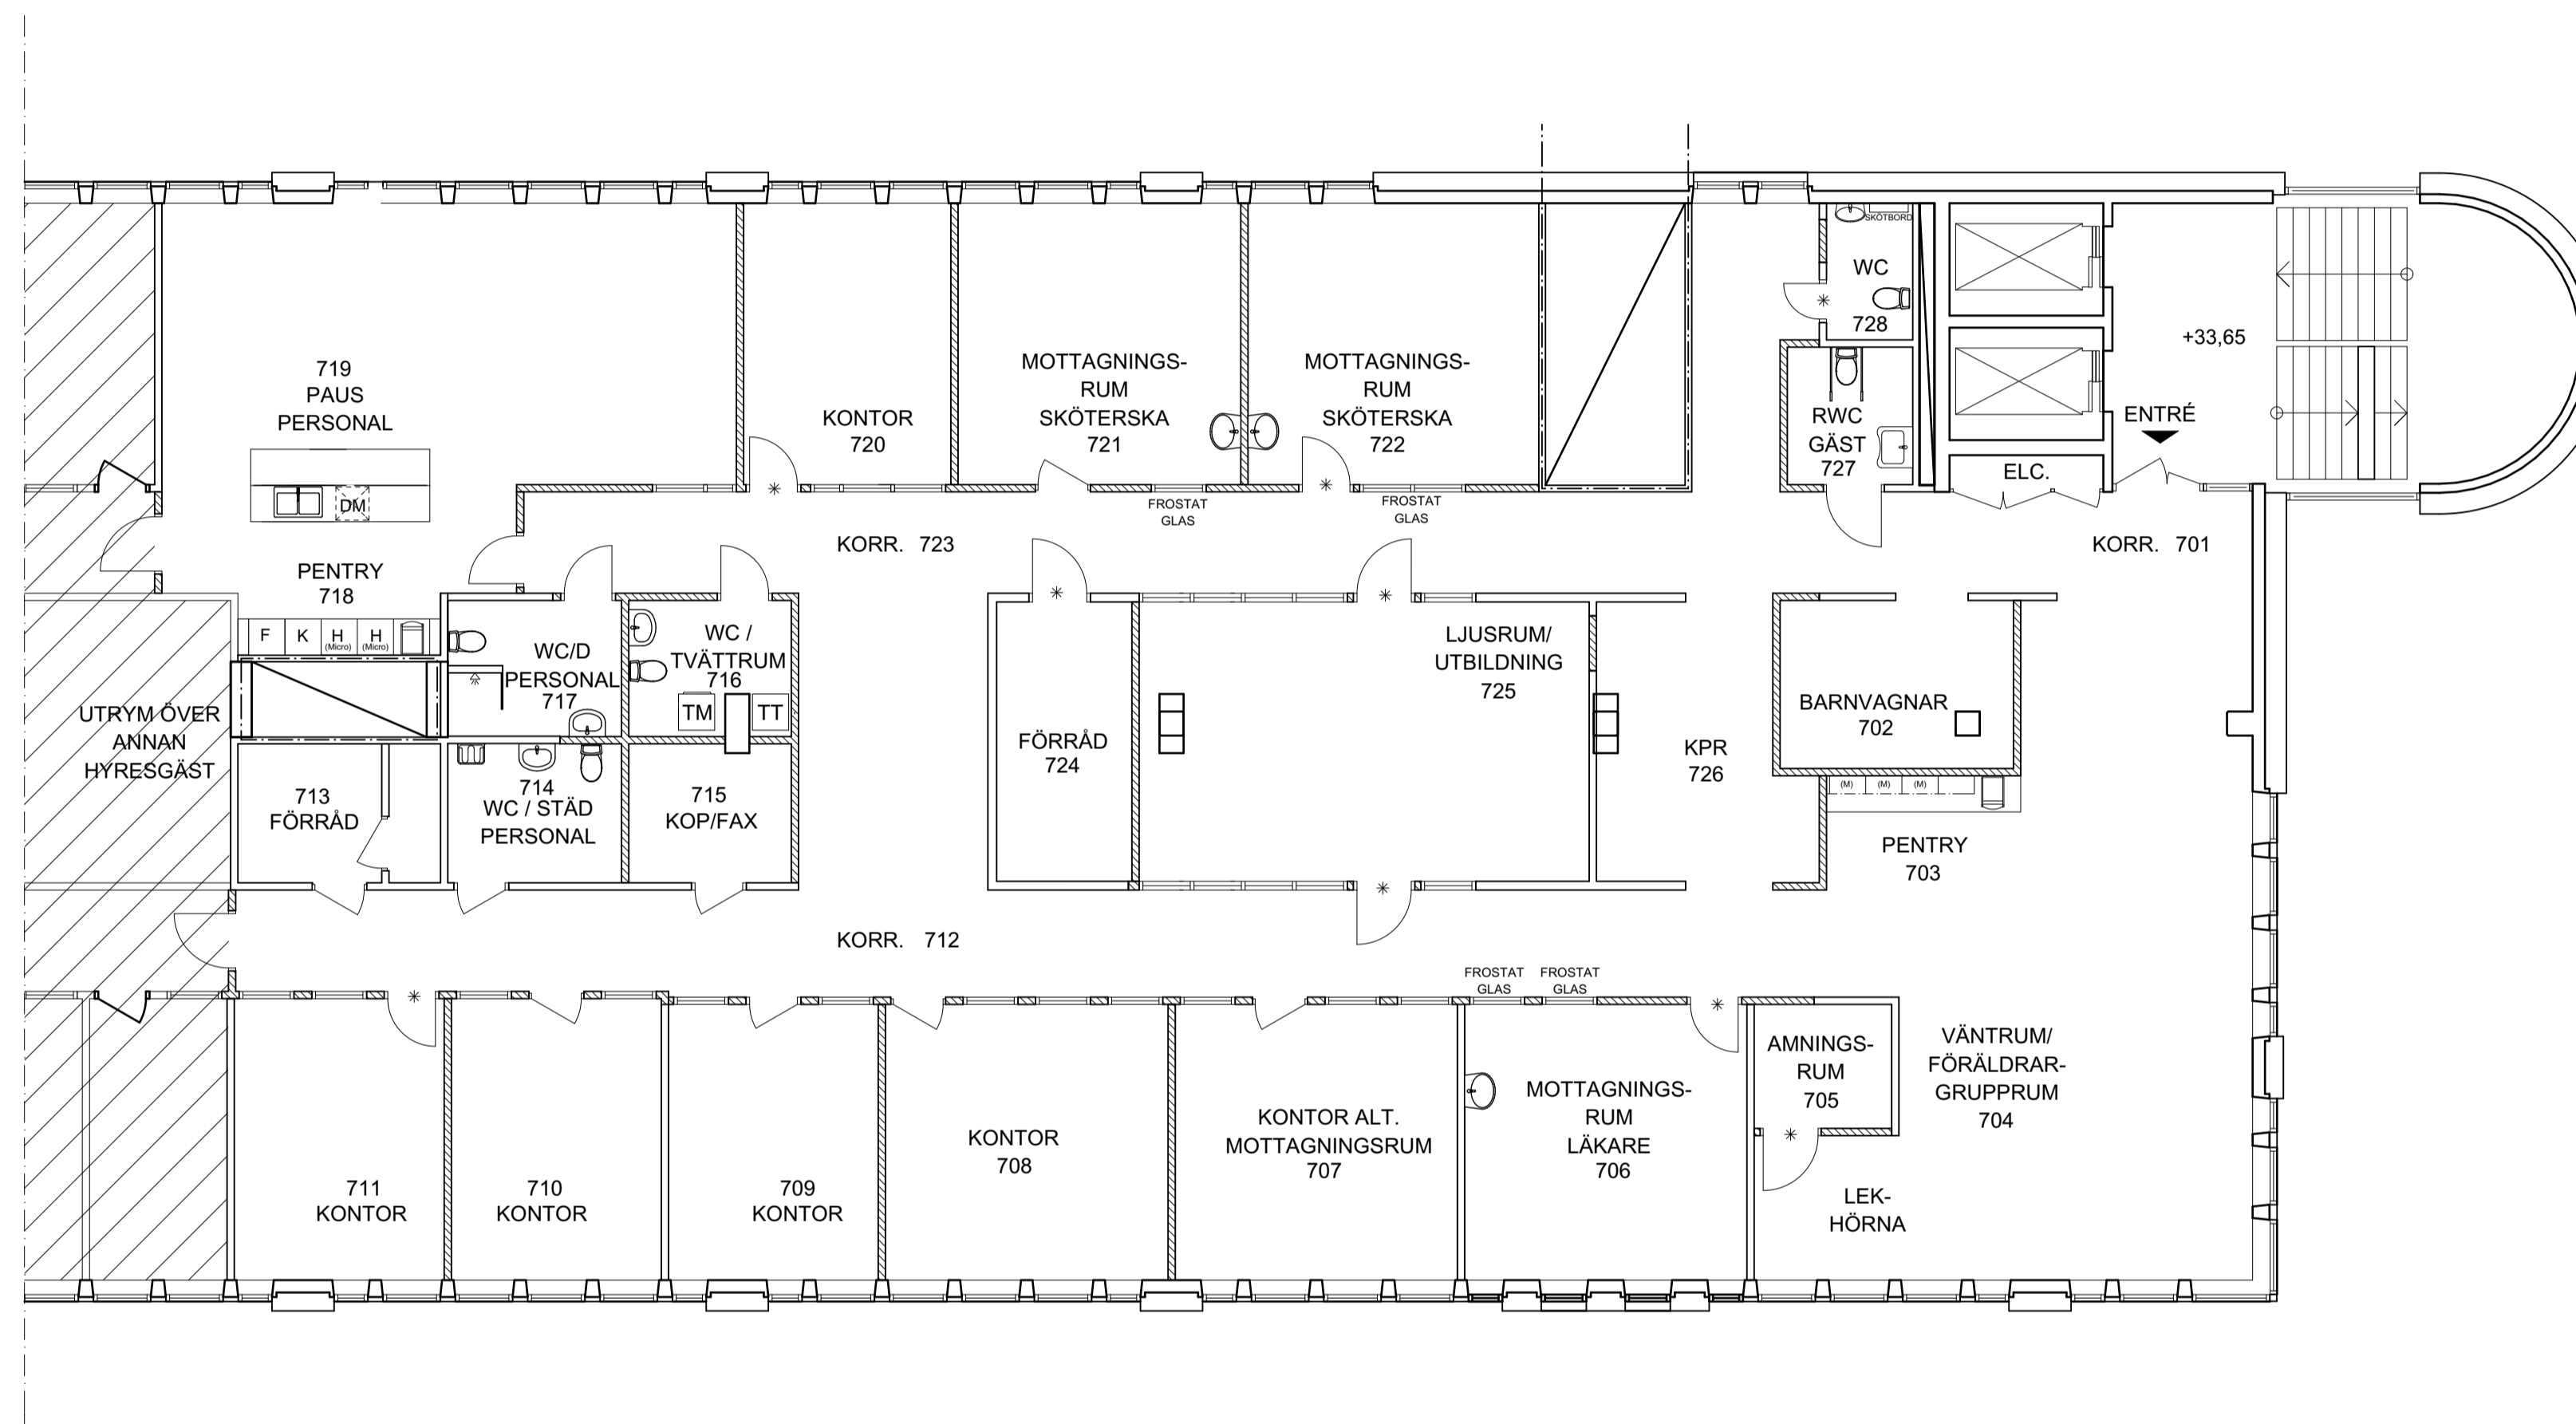 SKÖTBORD
WC
728
+33,65
719
PAUS
PERSONAL
KONTOR
720
MOTTAGNINGS-
RUM
SKÖTERSKA
721
MOTTAGNINGS-
RUM
SKÖTERSKA
722
RWC
GÄST
727
ENTRÉ
ELC.
DM
FROSTAT
GLAS
FROSTAT
GLAS
KORR. 723
KORR. 701
PENTRY
718
F
K
H
(Micro)
H
(Micro)
WC/D
PERSONAL
717
WC /
TVÄTTRUM
716
TM
TT
LJUSRUM/
UTBILDNING
725
BARNVAGNAR
702
UTRYM ÖVER
ANNAN
HYRESGÄST
FÖRRÅD
724
KPR
726
(M)
(M)
(M)
713
FÖRRÅD
714
WC / STÄD
PERSONAL
715
KOP/FAX
PENTRY
703
KORR. 712
FROSTAT
GLAS
FROSTAT
GLAS
711
KONTOR
710
KONTOR
709
KONTOR
KONTOR
708
KONTOR ALT.
MOTTAGNINGSRUM
707
MOTTAGNINGS-
RUM
LÄKARE
706
AMNINGS-
RUM
705
VÄNTRUM/
FÖRÄLDRAR-
GRUPPRUM
704
LEK-
HÖRNA